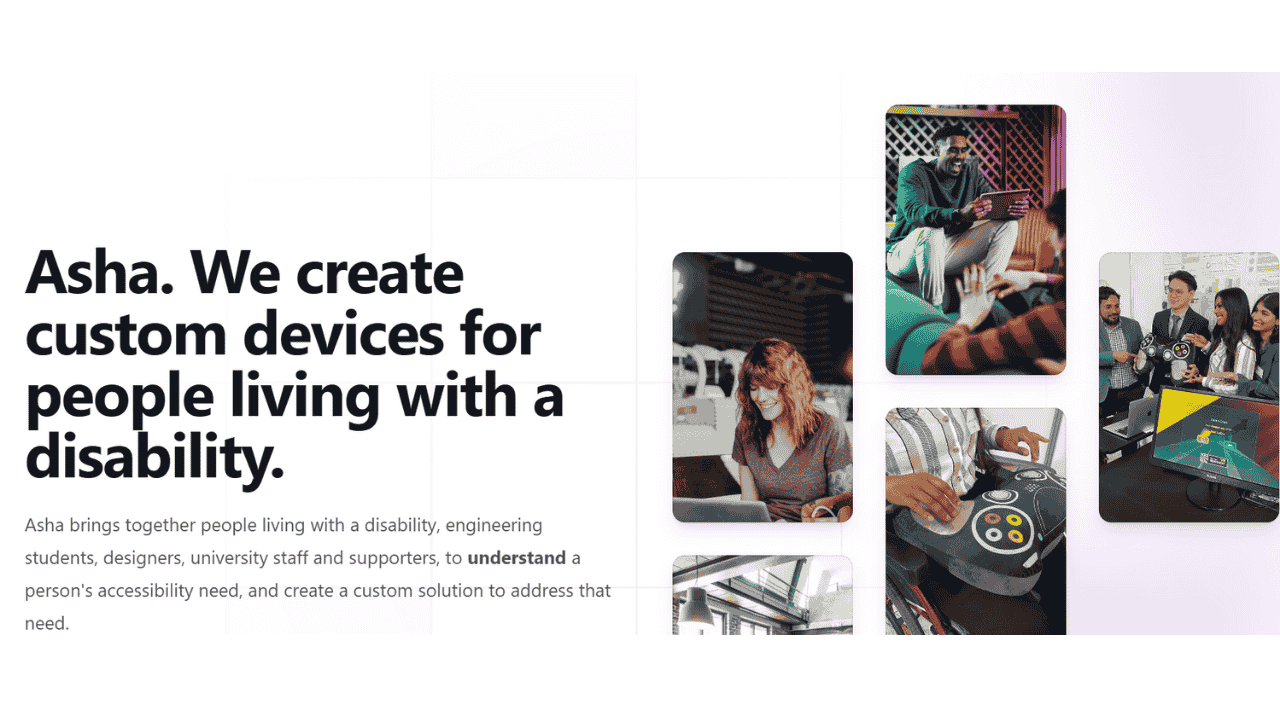 Asha. We create
custom devices for
people living with a
disability.
Asha brings together people living with a disability, engineering
students, designers, university staff and supporters, to understand a
person's accessibility need, and create a custom solution to address that
need.